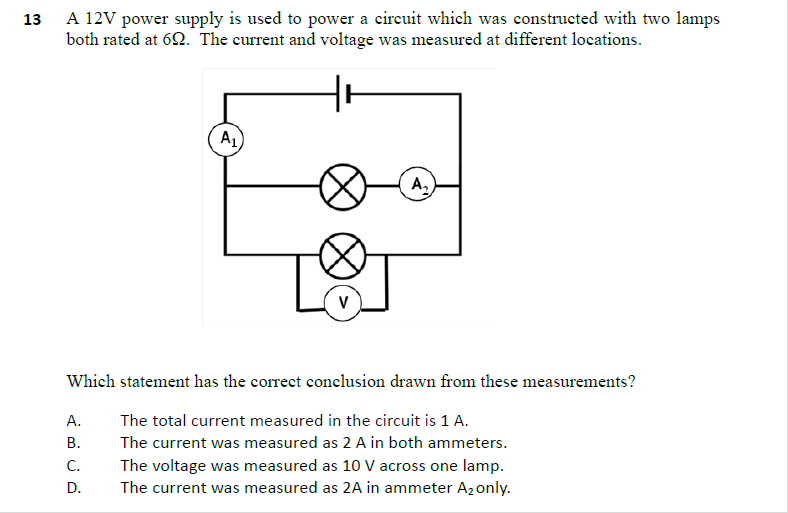 13 A 12V power supply is used to power a circuit which was constructed with two lamps
both rated at 6Ω. The current and voltage was measured at different locations.
A₁
A₂
V
Which statement has the correct conclusion drawn from these measurements?
A. The total current measured in the circuit is 1 A.
B. The current was measured as 2 A in both ammeters.
C. The voltage was measured as 10 V across one lamp.
D. The current was measured as 2A in ammeter A₂ only.